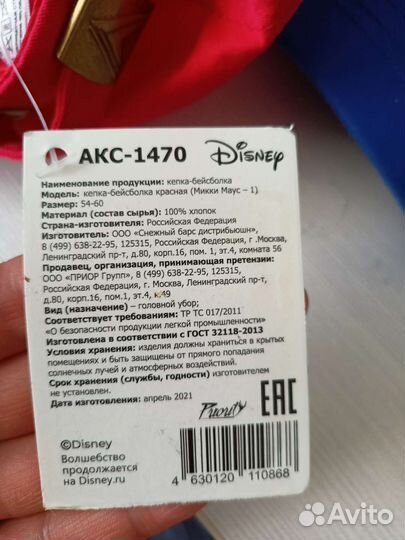 АКС-1470 Disney
Наименование продукции: кепка-бейсболка
Модель: кепка-бейсболка красная (Микки Маус – 1)
Размер: 54-60
Материал (состав сырья): 100% хлопок
Страна-изготовитель: Российская Федерация
Изготовитель: ООО «Снежный барс дистрибьюшн»,
8 (499) 638-22-95, 125315, Российская Федерация, г .Москва,
Ленинградский пр-т, д.80, корп.16, пом. 1, эт.4, комната 56
Продавец, организация, принимающая претензии:
ООО «ПРИОР Групп», 8 (499) 638-22-95, 125315,
Российская Федерация, г. Москва, Ленинградский пр-т,
д.80, корп.16, пом.1, эт.4, к.49
Вид (назначение) – головной убор;
Соответствует требованиям: ТР ТС 017/2011
«О безопасности продукции легкой промышленности»
Изготовлена в соответствии с ГОСТ 32118-2013
Условия хранения: изделия должны храниться в крытых
помещениях и быть защищены от прямого попадания
солнечных лучей и атмосферных воздействий.
Срок хранения (службы, годности) изготовителем
не установлен.
Дата изготовления: апрель 2021
Priority EAC
©Disney
Волшебство
продолжается
на Disney.ru
4 630120 110868
Avito